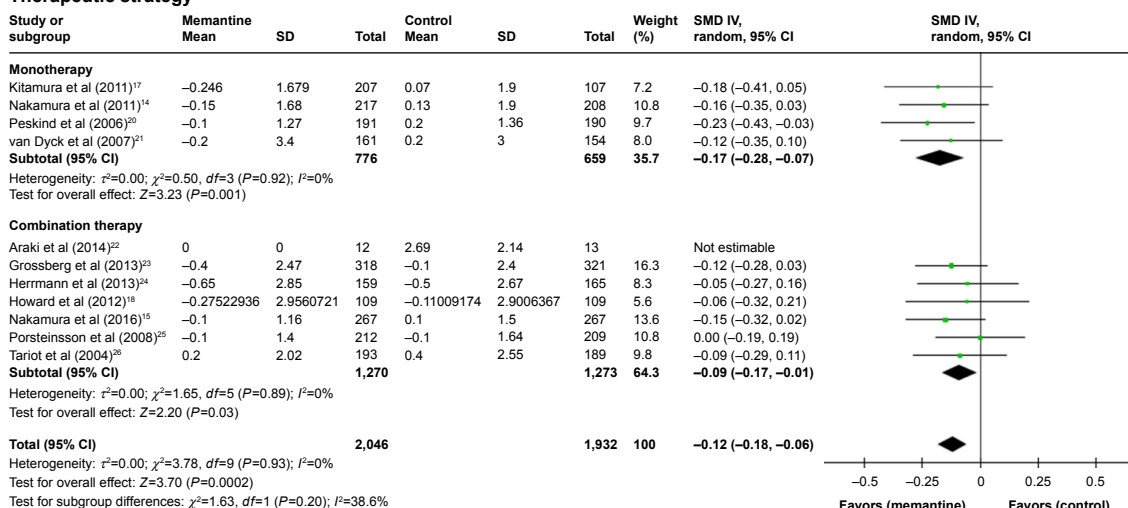 Therapeutic strategy
Study or subgroup Memantine Mean SD Total Control Mean SD Total Weight (%) SMD IV, random, 95% CI SMD IV, random, 95% CI
Monotherapy
Kitamura et al (2011)¹⁷ –0.246 1.679 207 0.07 1.9 107 7.2 –0.18 (–0.41, 0.05)
Nakamura et al (2011)¹⁴ –0.15 1.68 217 0.13 1.9 208 10.8 –0.16 (–0.35, 0.03)
Peskind et al (2006)²⁰ –0.1 1.27 191 0.2 1.36 190 9.7 –0.23 (–0.43, –0.03)
van Dyck et al (2007)²¹ –0.2 3.4 161 0.2 3 154 8.0 –0.12 (–0.35, 0.10)
Subtotal (95% CI) 776 659 35.7 –0.17 (–0.28, –0.07)
Heterogeneity: τ²=0.00; χ²=0.50, df=3 (P=0.92); I²=0%
Test for overall effect: Z=3.23 (P=0.001)
Combination therapy
Araki et al (2014)²² 0 0 12 2.69 2.14 13 Not estimable
Grossberg et al (2013)²³ –0.4 2.47 318 –0.1 2.4 321 16.3 –0.12 (–0.28, 0.03)
Herrmann et al (2013)²⁴ –0.65 2.85 159 –0.5 2.67 165 8.3 –0.05 (–0.27, 0.16)
Howard et al (2012)¹⁸ –0.27522936 2.9560721 109 –0.11009174 2.9006367 109 5.6 –0.06 (–0.32, 0.21)
Nakamura et al (2016)¹⁵ –0.1 1.16 267 0.1 1.5 267 13.6 –0.15 (–0.32, 0.02)
Porsteinsson et al (2008)²⁵ –0.1 1.4 212 –0.1 1.64 209 10.8 0.00 (–0.19, 0.19)
Tariot et al (2004)²⁶ 0.2 2.02 193 0.4 2.55 189 9.8 –0.09 (–0.29, 0.11)
Subtotal (95% CI) 1,270 1,273 64.3 –0.09 (–0.17, –0.01)
Heterogeneity: τ²=0.00; χ²=1.65, df=5 (P=0.89); I²=0%
Test for overall effect: Z=2.20 (P=0.03)
Total (95% CI) 2,046 1,932 100 –0.12 (–0.18, –0.06)
Heterogeneity: τ²=0.00; χ²=3.78, df=9 (P=0.93); I²=0%
Test for overall effect: Z=3.70 (P=0.0002)
Test for subgroup differences: χ²=1.63, df=1 (P=0.20); I²=38.6%
–0.5 –0.25 0 0.25 0.5
Favors (memantine) Favors (control)